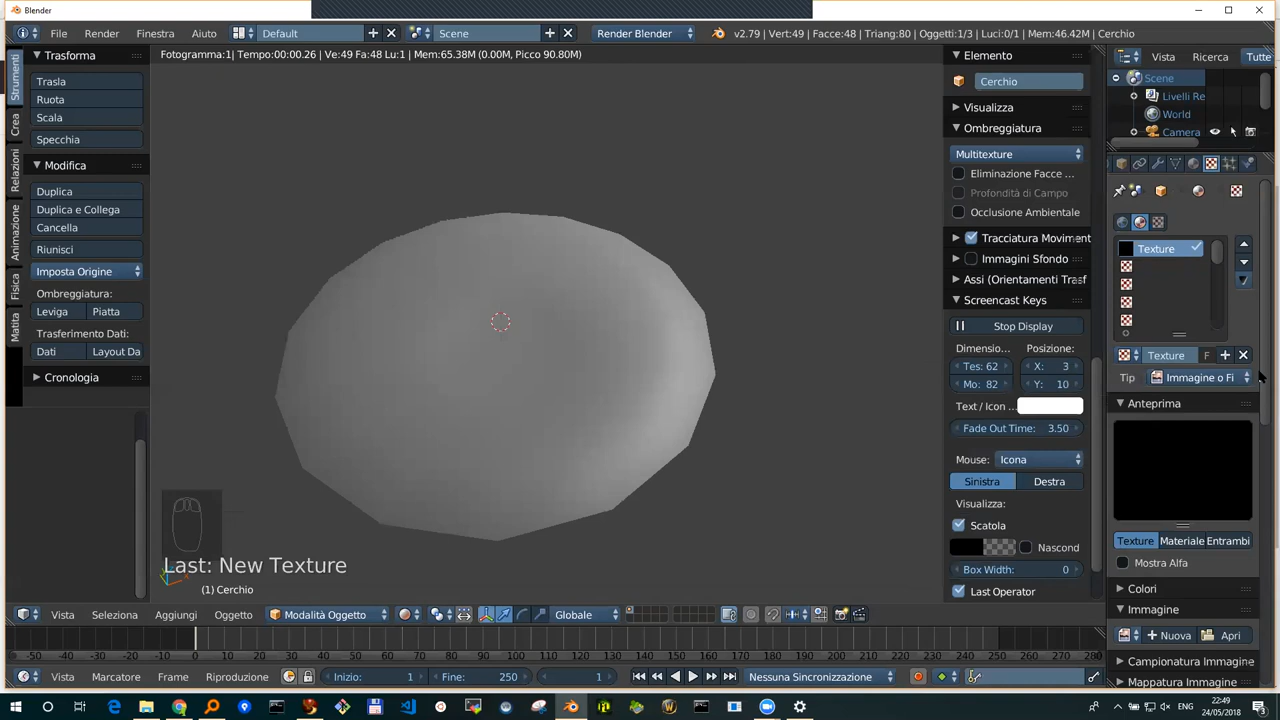 Blender
File Render Finestra Aiuto Default Scene Render Blender v2.79 | Vert:49 | Facce:48 | Triang:80 | Oggetti:1/3 | Luci:0/1 | Mem:46.42M | Cerchio
Fotogramma:1| Tempo:00:00.26 | Ve:49 Fa:48 Lu:1 | Mem:65.38M (0.00M, Picco 90.80M)
Strumenti
Crea
Relazioni
Animazione
Fisica
Matita
Trasforma
Trasla
Ruota
Scala
Specchia
Modifica
Duplica
Duplica e Collega
Cancella
Riunisci
Imposta Origine
Ombreggiatura:
Leviga Piatta
Trasferimento Dati:
Dati Layout Da
Cronologia
Last: New Texture
(1) Cerchio
Elemento
Cerchio
Visualizza
Ombreggiatura
Multitexture
Eliminazione Facce ...
Profondità di Campo
Occlusione Ambientale
Tracciatura Moviment
Immagini Sfondo
Assi (Orientamenti Trasf
Screencast Keys
Stop Display
Dimensio... Posizione:
Tes: 62 X: 3
Mo: 82 Y: 10
Text / Icon ...
Fade Out Time: 3.50
Mouse: Icona
Sinistra Destra
Visualizza:
Scatola
Nascond
Box Width: 0
Last Operator
Vista Ricerca Tutte
Scene
Livelli Re
World
Camera
Texture
Texture F
Tip Immagine o Fi
Anteprima
Texture Materiale Entrambi
Mostra Alfa
Colori
Immagine
Nuova Apri
Campionatura Immagine
Mappatura Immagine
Vista Seleziona Aggiungi Oggetto Modalità Oggetto Globale
-50 -40 -30 -20 -10 0 10 20 30 40 50 60 70 80 90 100 110 120 130 140 150 160 170 180 190 200 210 220 230 240 250 260 270 280
Vista Marcatore Frame Riproduzione Inizio: 1 Fine: 250 1 Nessuna Sincronizzazione
ENG 22:49
24/05/2018